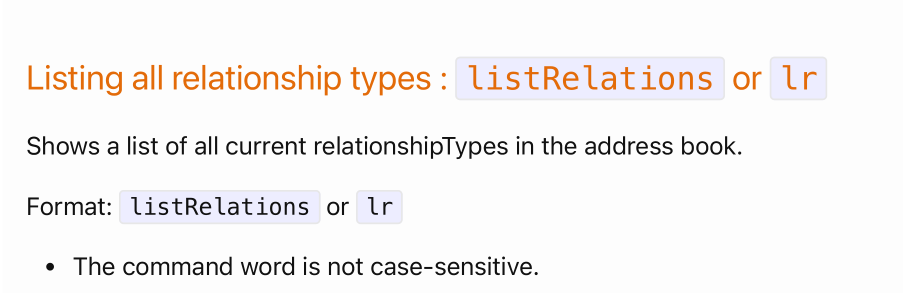 Listing all relationship types : listRelations or lr
Shows a list of all current relationshipTypes in the address book.
Format: listRelations or lr
• The command word is not case-sensitive.